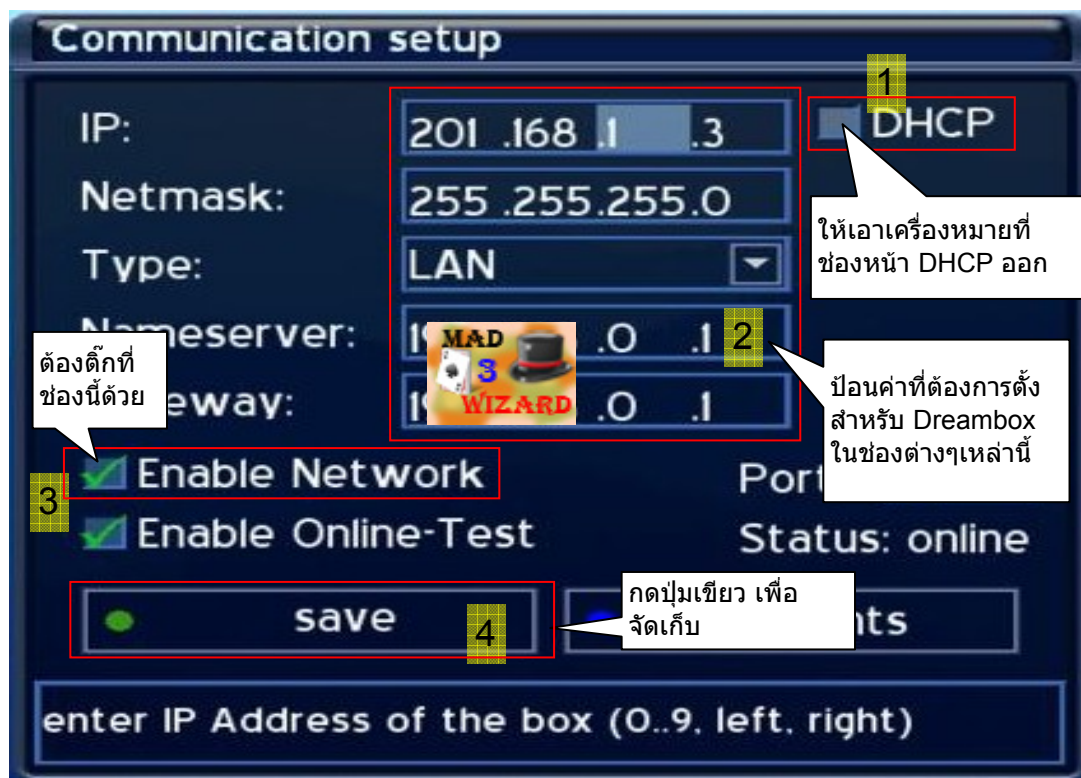 Communication setup
1
IP:
201 .168 .1 .3
DHCP
Netmask:
255 .255.255.0
ให้เอาเครื่องหมายที่
ช่องหน้า DHCP ออก
Type:
LAN
.0 .1
2
MAD
3
WIZARD
ต้องติ๊กที่
ช่องนี้ด้วย
.0 .1
ป้อนค่าที่ต้องการตั้ง
สำหรับ Dreambox
ในช่องต่างๆเหล่านี้
3
Enable Network
Enable Online-Test
Status: online
save
4
กดปุ่มเขียว เพื่อ
จัดเก็บ
enter IP Address of the box (0..9, left, right)